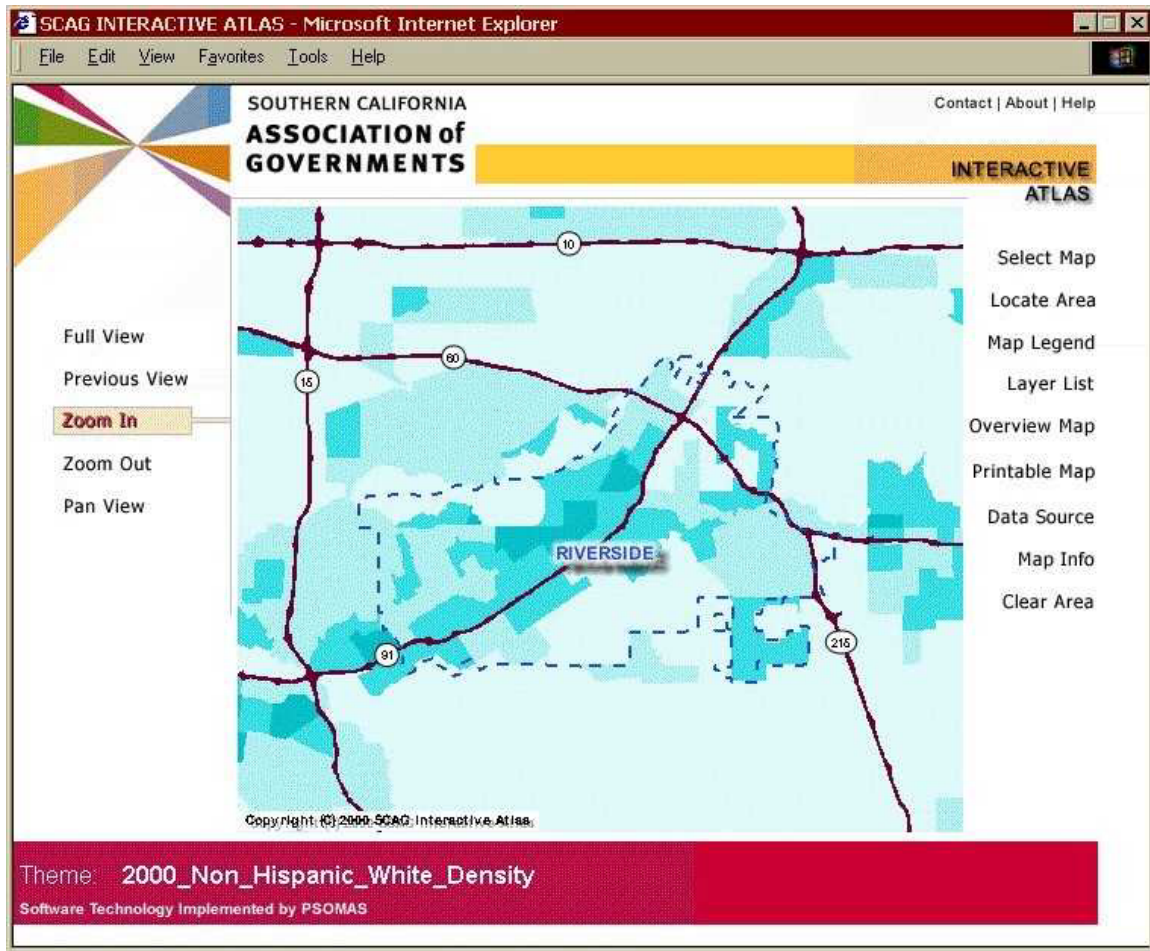 SCAG INTERACTIVE ATLAS - Microsoft Internet Explorer
File Edit View Favorites Tools Help
SOUTHERN CALIFORNIA
ASSOCIATION of
GOVERNMENTS
Contact | About | Help
INTERACTIVE
ATLAS
Full View
Previous View
Zoom In
Zoom Out
Pan View
10
60
15
RIVERSIDE
91
215
Copyright (C) 2000 SCAG Interactive Atlas
Select Map
Locate Area
Map Legend
Layer List
Overview Map
Printable Map
Data Source
Map Info
Clear Area
Theme: 2000_Non_Hispanic_White_Density
Software Technology Implemented by PSOMAS